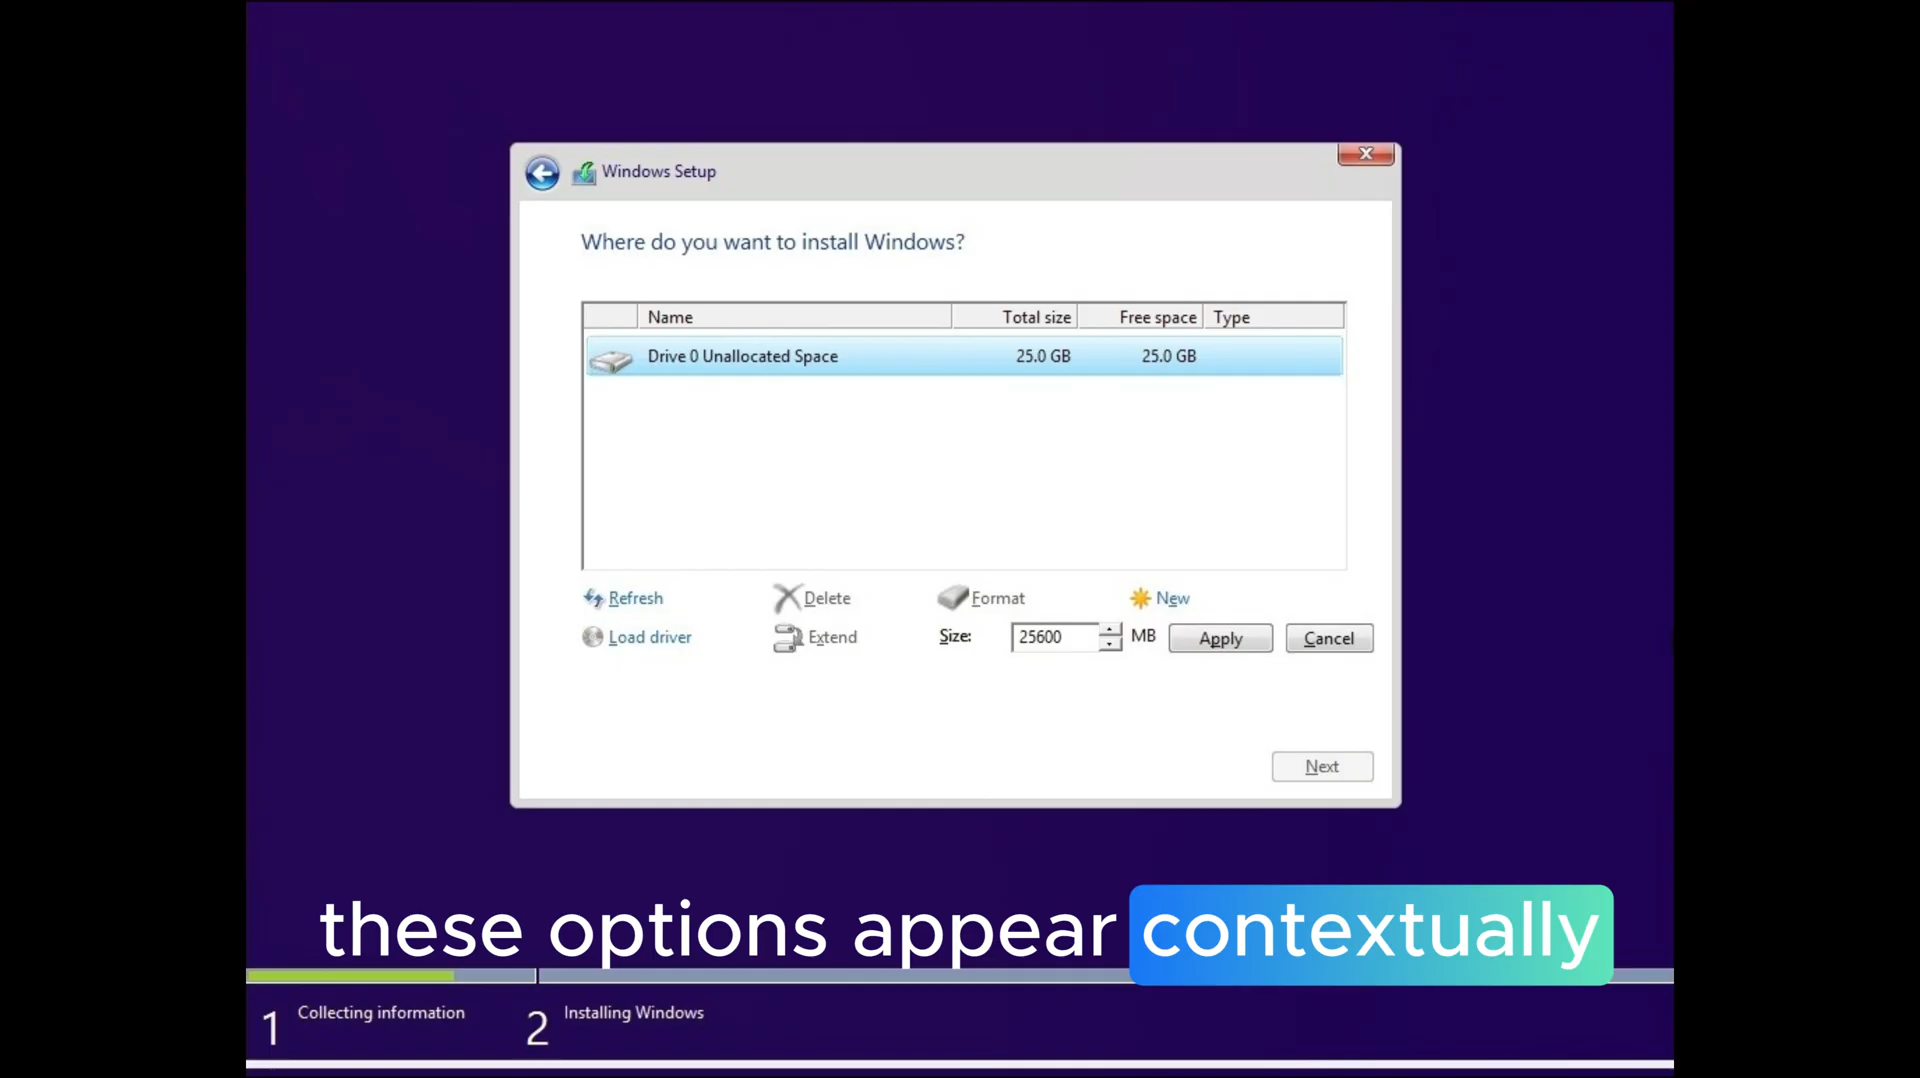 Windows Setup
Where do you want to install Windows?
Name Total size Free space Type
Drive 0 Unallocated Space 25.0 GB 25.0 GB
Refresh Delete Format New
Load driver Extend Size: 25600 MB Apply Cancel
Next
these options appear contextually
1 Collecting information 2 Installing Windows